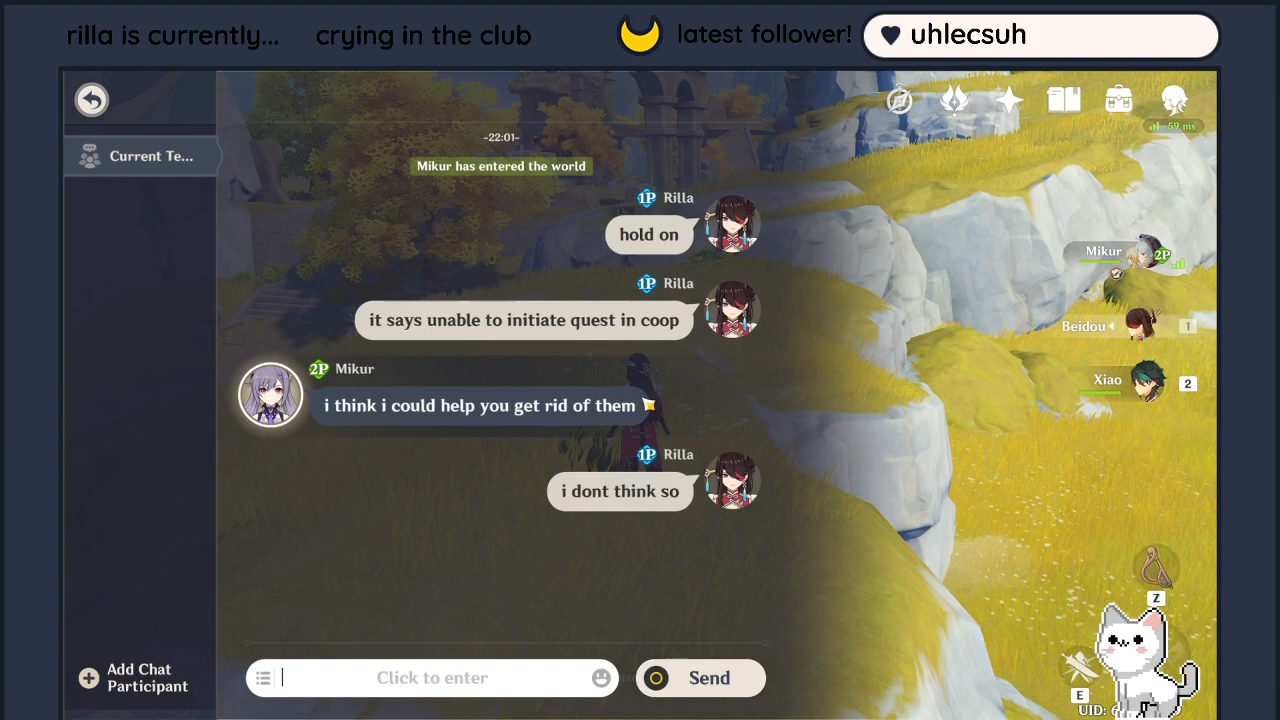 rilla is currently... crying in the club latest follower! uhlecsuh
59 ms
Current Te...
-22:01-
Mikur has entered the world
1P Rilla
hold on
1P Rilla
it says unable to initiate quest in coop
2P Mikur
i think i could help you get rid of them
1P Rilla
i dont think so
Mikur 2P
Beidou 1
Xiao 2
Z
E
UID:
Add Chat
Participant
Click to enter
Send